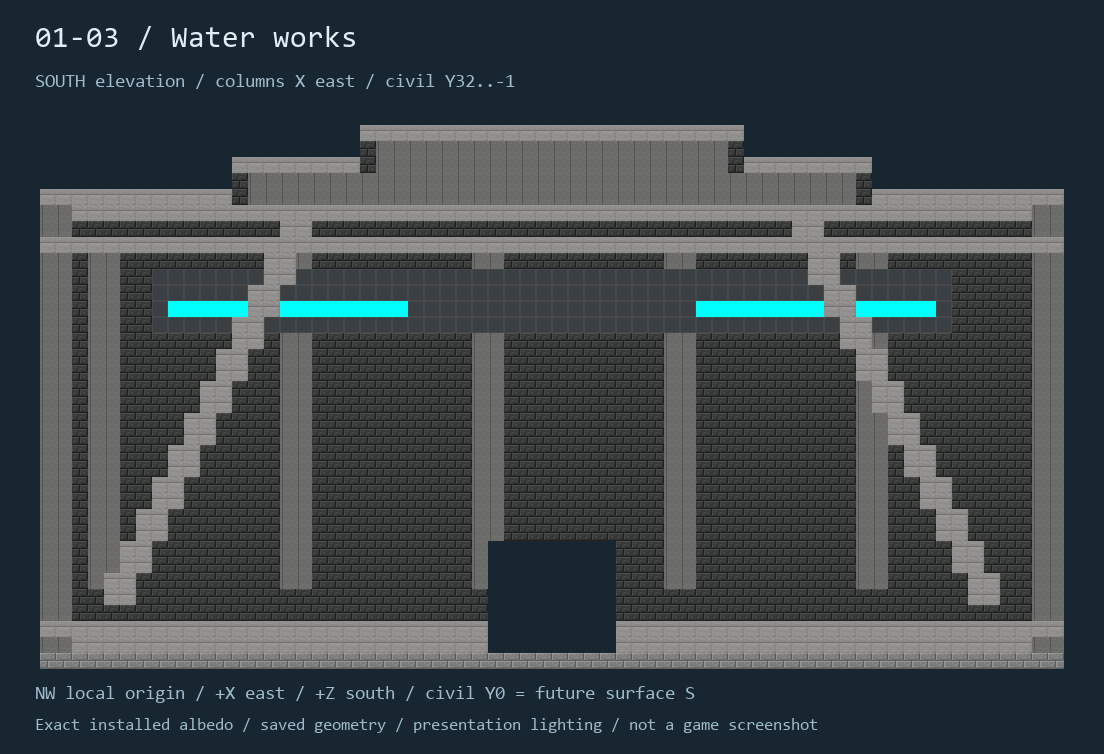 01-03 / Water works
SOUTH elevation / columns X east / civil Y32..-1
NW local origin / +X east / +Z south / civil Y0 = future surface S
Exact installed albedo / saved geometry / presentation lighting / not a game screenshot